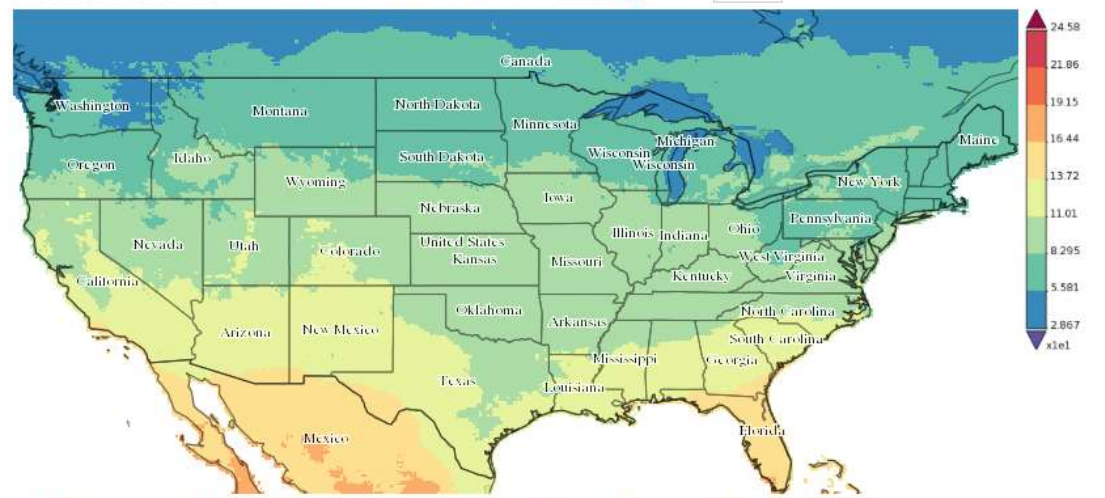 24.58
Canada
21.86
Washington
Montana
North Dakota
19.15
Minnesota
Michigan
Maine
16.44
Oregon
Idaho
South Dakota
Wisconsin
Wisconsin
13.72
Wyoming
New York
Iowa
Nebraska
11.01
Pennsylvania
Nevada
Utah
Colorado
United States
Kansas
Illinois
Indiana
Ohio
8.295
Missouri
West Virginia
California
Kentucky
Virginia
5.581
Oklahoma
Arkansas
North Carolina
2.867
Arizona
New Mexico
South Carolina
x1e1
Mississippi
Georgia
Texas
Louisiana
Mexico
Florida